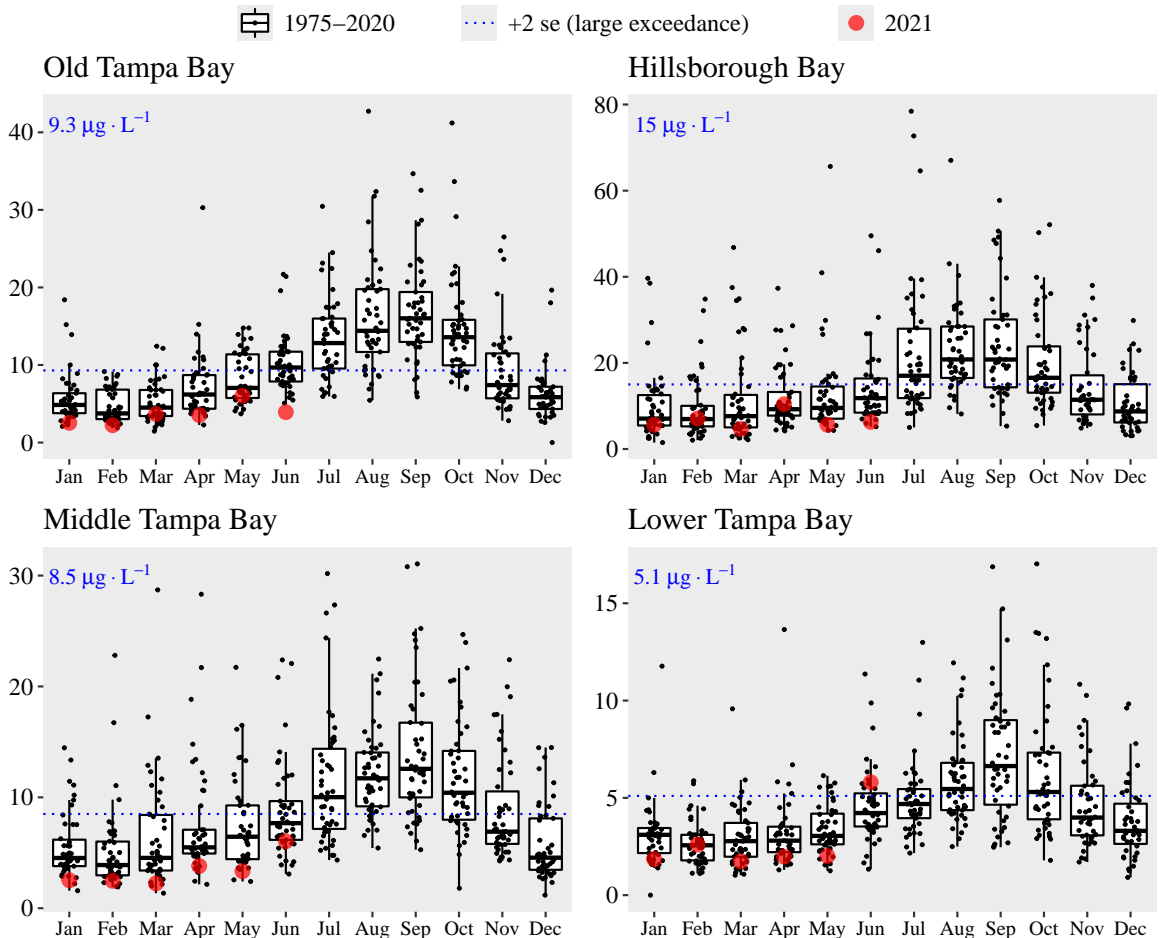 1975–2020 +2 se (large exceedance) 2021
Old Tampa Bay
9.3 μg · L⁻¹
40
30
20
10
0
Jan Feb Mar Apr May Jun Jul Aug Sep Oct Nov Dec
Hillsborough Bay
15 μg · L⁻¹
80
60
40
20
0
Jan Feb Mar Apr May Jun Jul Aug Sep Oct Nov Dec
Middle Tampa Bay
8.5 μg · L⁻¹
30
20
10
0
Jan Feb Mar Apr May Jun Jul Aug Sep Oct Nov Dec
Lower Tampa Bay
5.1 μg · L⁻¹
15
10
5
0
Jan Feb Mar Apr May Jun Jul Aug Sep Oct Nov Dec